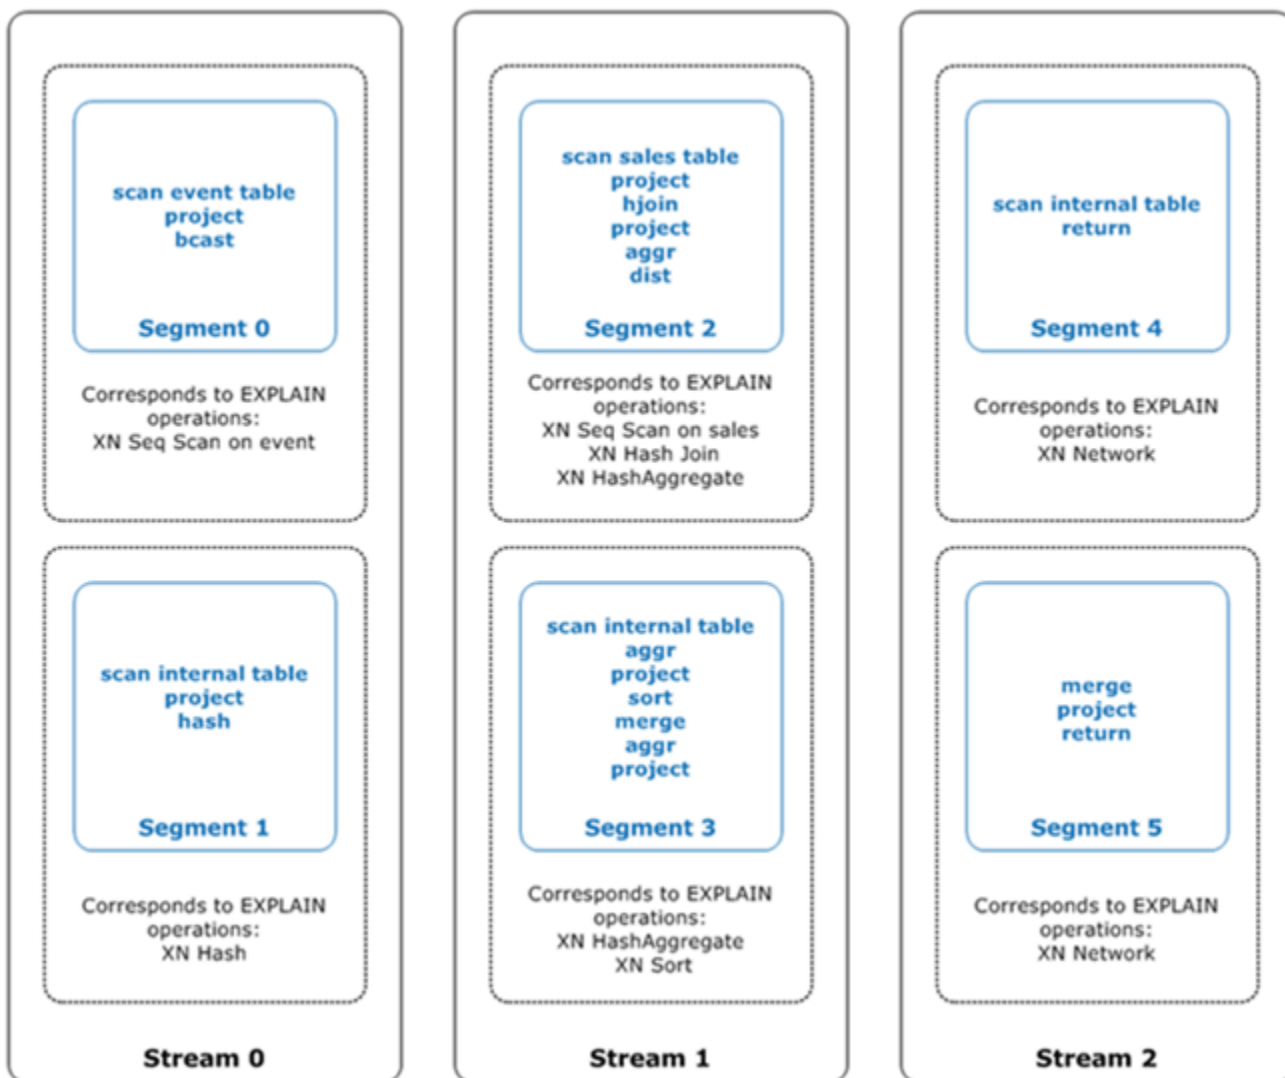 scan event table
project
bcast
Segment 0
Corresponds to EXPLAIN
operations:
XN Seq Scan on event
scan internal table
project
hash
Segment 1
Corresponds to EXPLAIN
operations:
XN Hash
Stream 0
scan sales table
project
hjoin
project
aggr
dist
Segment 2
Corresponds to EXPLAIN
operations:
XN Seq Scan on sales
XN Hash Join
XN HashAggregate
scan internal table
aggr
project
sort
merge
aggr
project
Segment 3
Corresponds to EXPLAIN
operations:
XN HashAggregate
XN Sort
Stream 1
scan internal table
return
Segment 4
Corresponds to EXPLAIN
operations:
XN Network
merge
project
return
Segment 5
Corresponds to EXPLAIN
operations:
XN Network
Stream 2